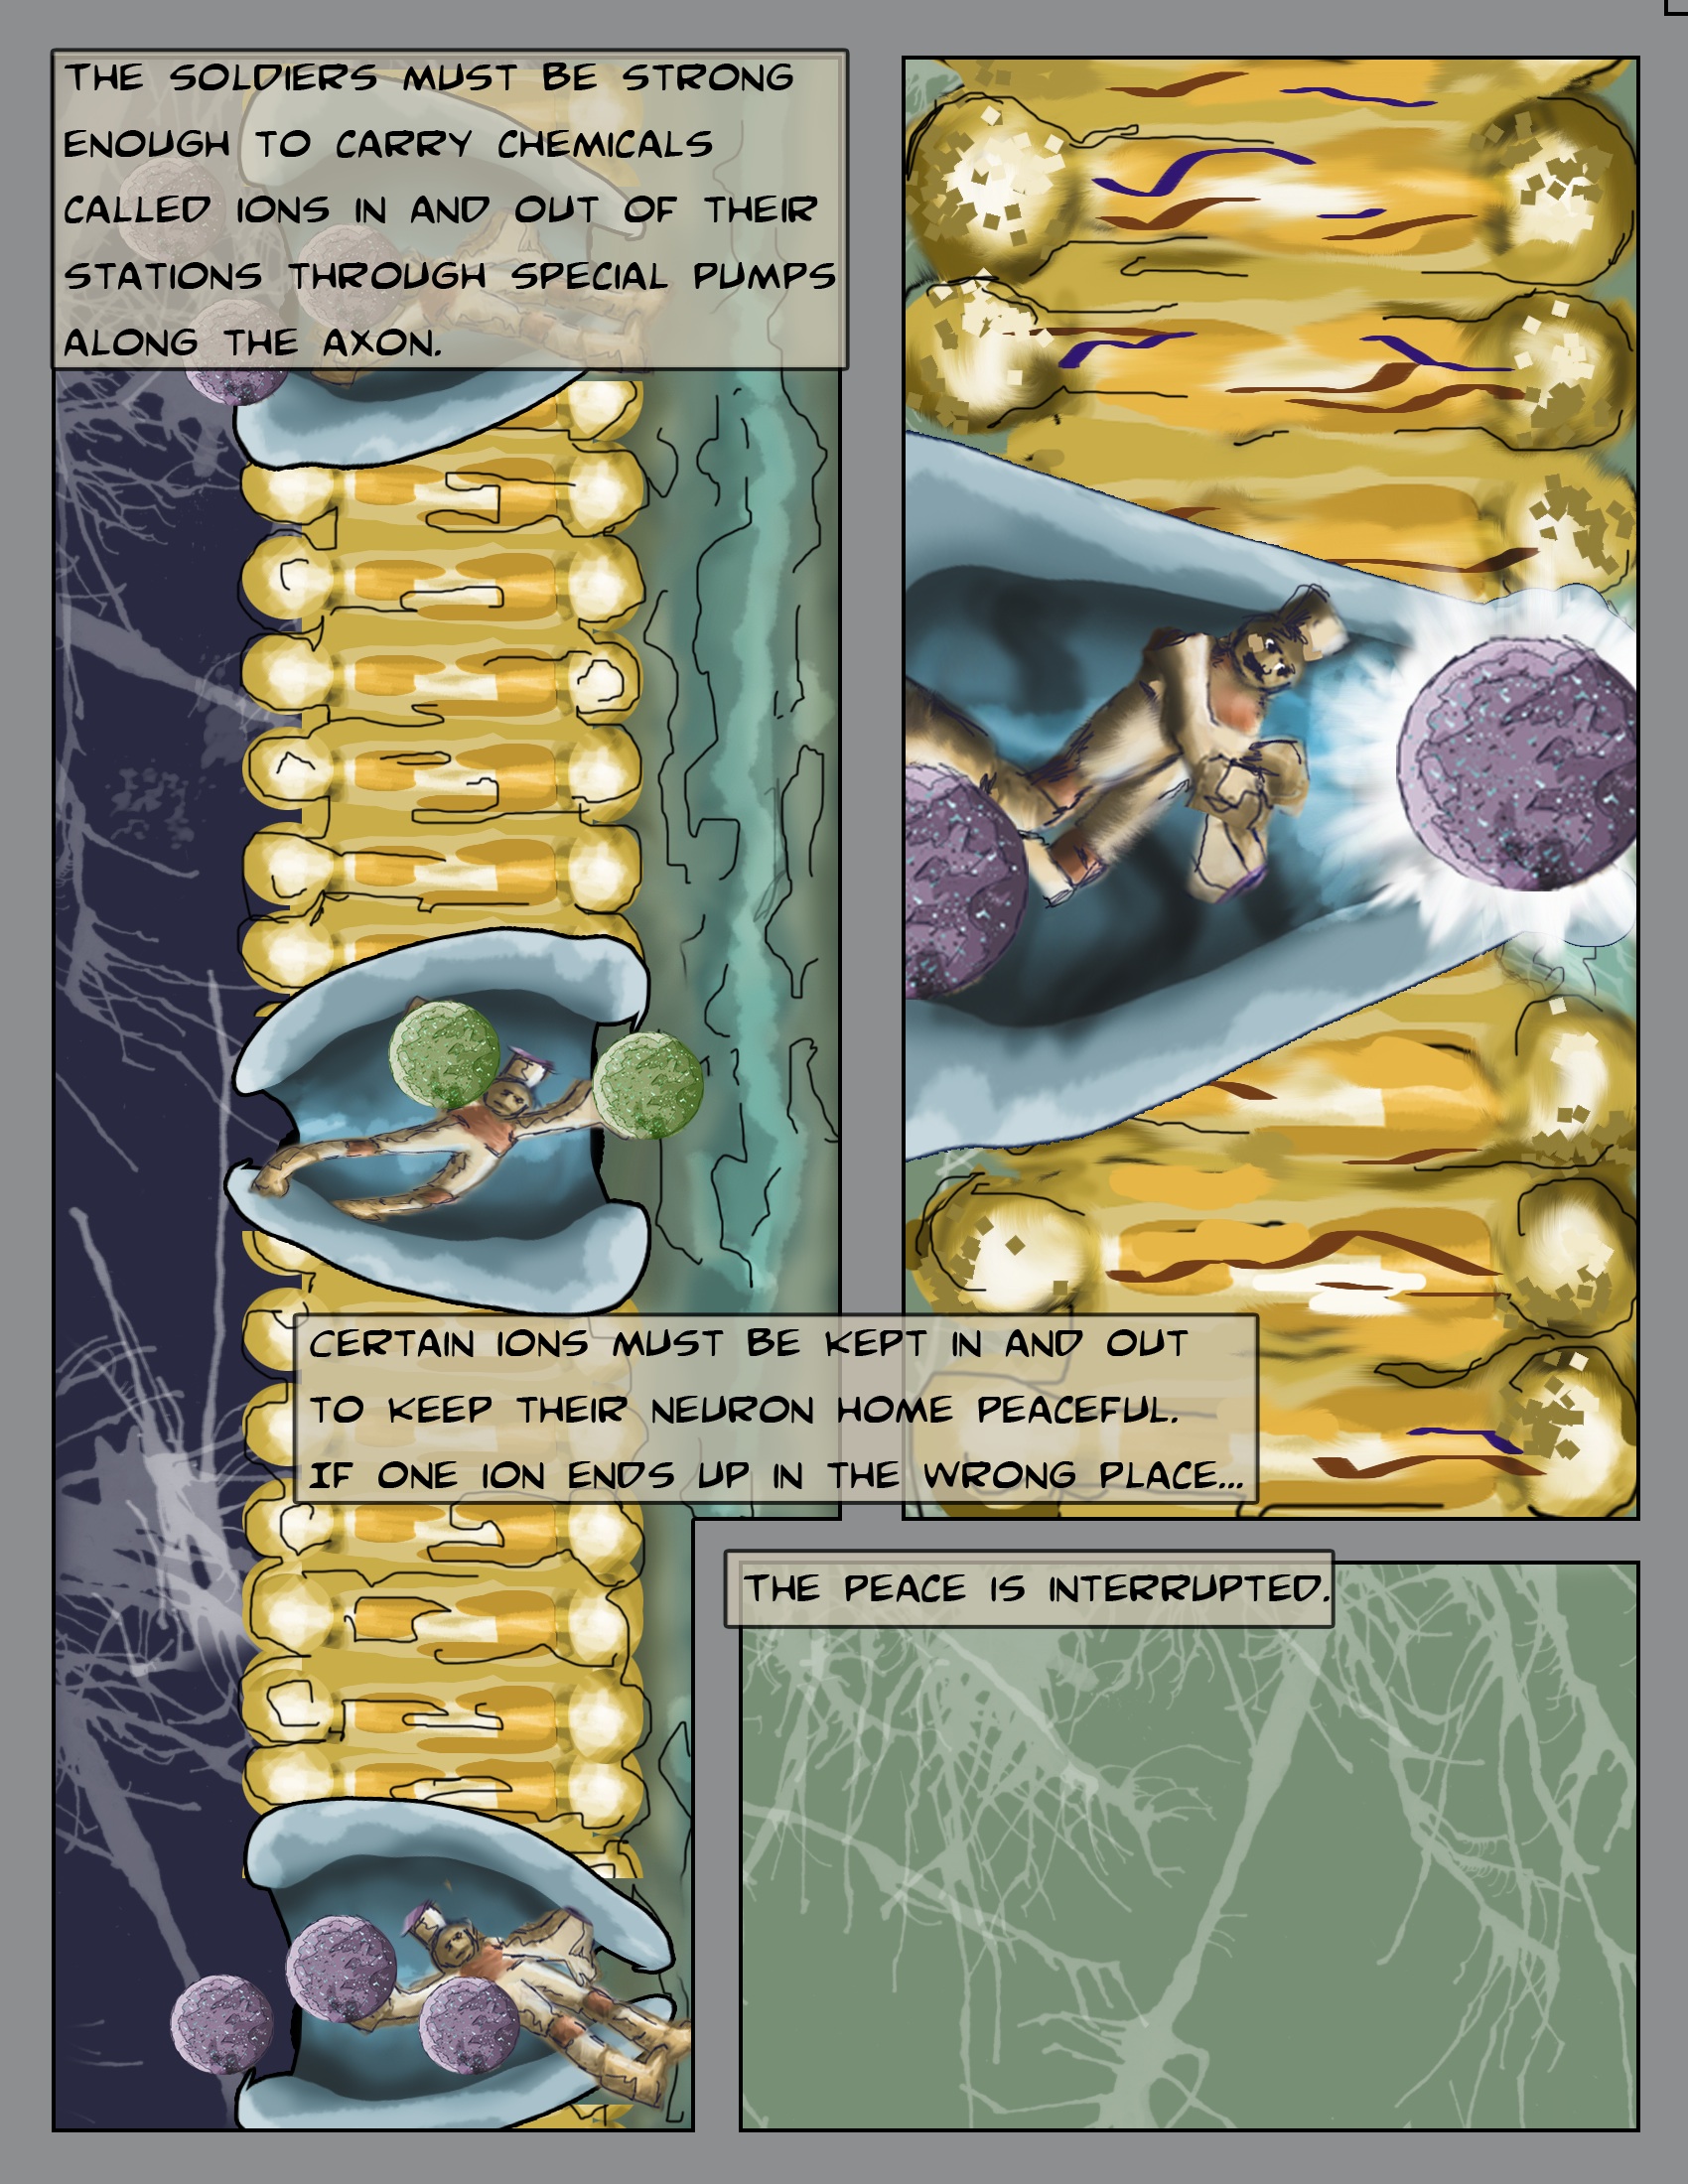 THE SOLDIERS MUST BE STRONG
ENOUGH TO CARRY CHEMICALS
CALLED IONS IN AND OUT OF THEIR
STATIONS THROUGH SPECIAL PUMPS
ALONG THE AXON.
CERTAIN IONS MUST BE KEPT IN AND OUT
TO KEEP THEIR NEURON HOME PEACEFUL.
IF ONE ION ENDS UP IN THE WRONG PLACE...
THE PEACE IS INTERRUPTED.